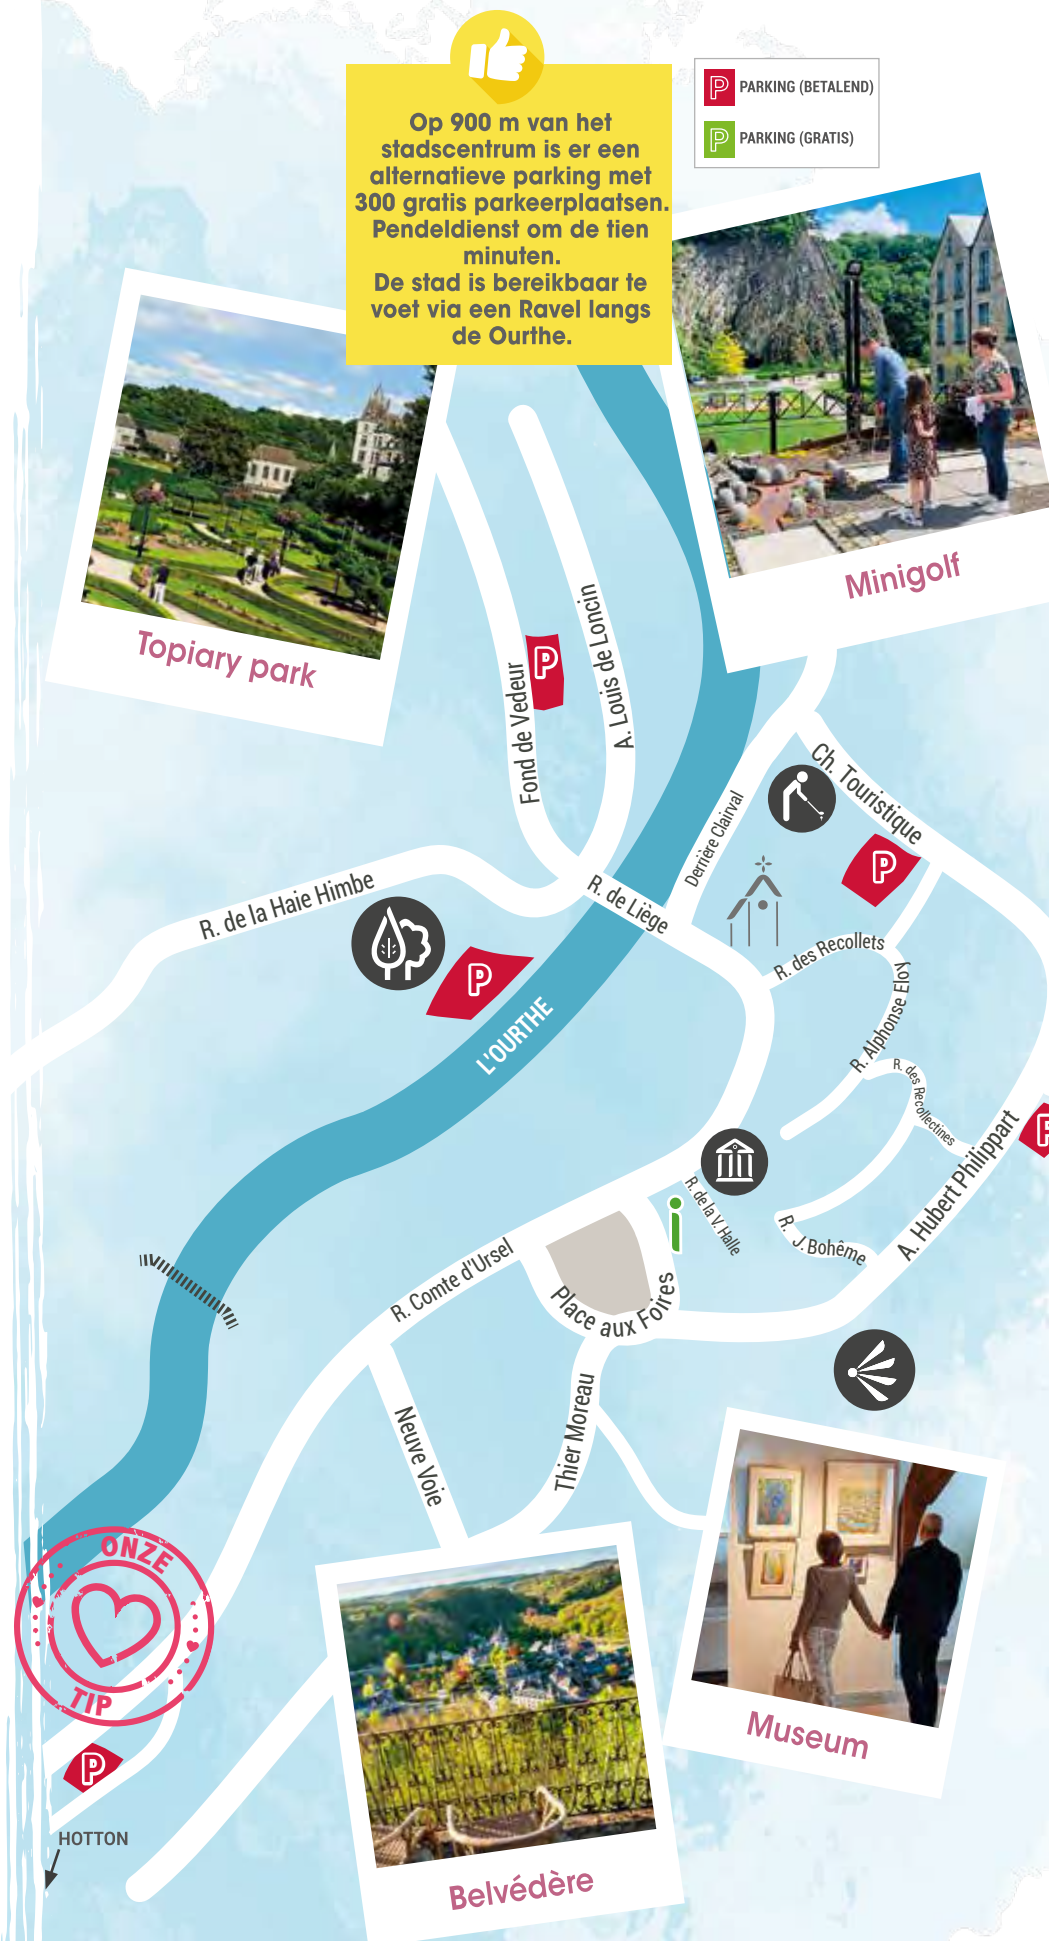 Op 900 m van het
stadscentrum is er een
alternatieve parking met
300 gratis parkeerplaatsen.
Pendeldienst om de tien
minuten.
De stad is bereikbaar te
voet via een Ravel langs
de Ourthe.
P PARKING (BETALEND)
P PARKING (GRATIS)
Minigolf
Topiary park
P
Fond de Vedeur
A. Louis de Loncin
Ch. Touristique
Derrière Clairval
P
R. de la Haie Himbe
R. de Liège
R. des Recollets
P
L'OURTHE
R. Alphonse Eloy
R. des Recollectines
A. Hubert Philippart
P
R. de la V. Halle
i
R. J. Bohême
R. Comte d'Ursel
Place aux Foires
Neuve Voie
Thier Moreau
ONZE
TIP
Museum
P
HOTTON
Belvédère